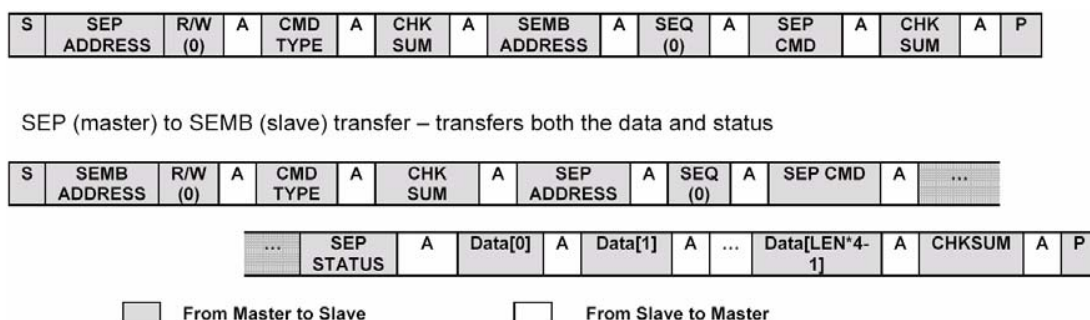 S SEP ADDRESS R/W (0) A CMD TYPE A CHK SUM A SEMB ADDRESS A SEQ (0) A SEP CMD A CHK SUM A P
SEP (master) to SEMB (slave) transfer – transfers both the data and status
S SEMB ADDRESS R/W (0) A CMD TYPE A CHK SUM A SEP ADDRESS A SEQ (0) A SEP CMD A ...
... SEP STATUS A Data[0] A Data[1] A ... Data[LEN*4-1] A CHKSUM A P
From Master to Slave From Slave to Master